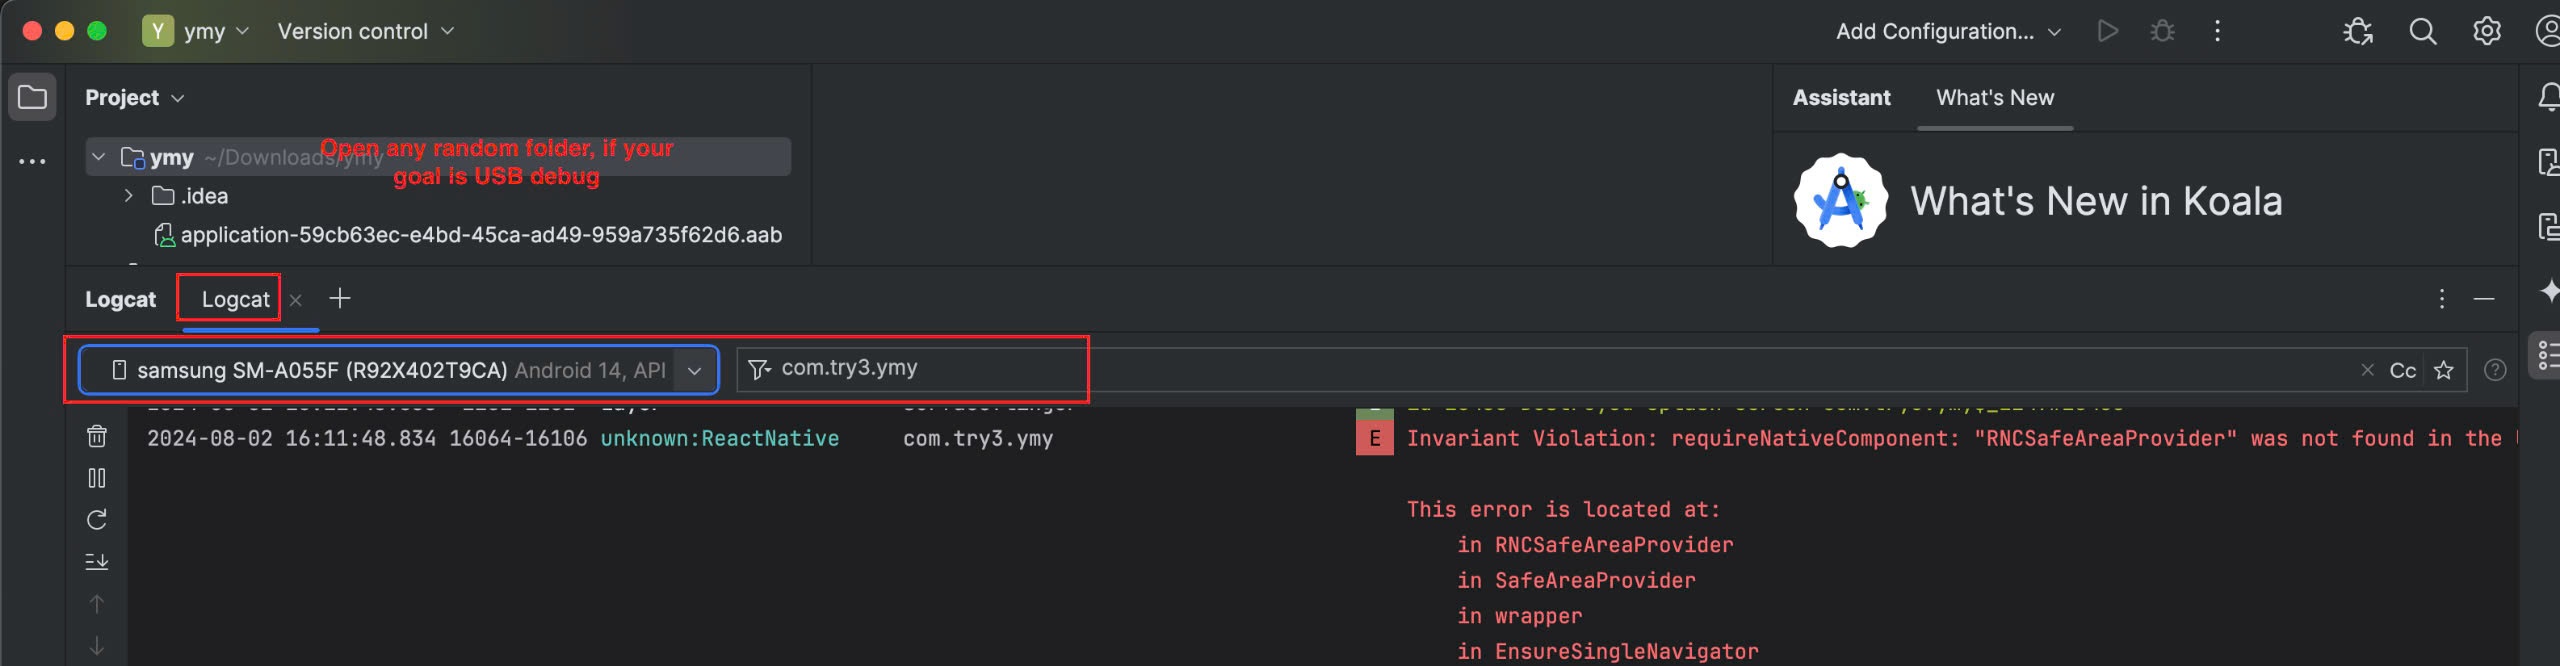 Y ymy Version control Add Configuration...
Project Assistant What's New
ymy ~/Downloads/ymy
Open any random folder, if your
goal is USB debug
.idea
What's New in Koala
application-59cb63ec-e4bd-45ca-ad49-959a735f62d6.aab
Logcat Logcat
samsung SM-A055F (R92X402T9CA) Android 14, API com.try3.ymy Cc
2024-08-02 16:11:48.834 16064-16106 unknown:ReactNative com.try3.ymy E Invariant Violation: requireNativeComponent: "RNCSafeAreaProvider" was not found in the
This error is located at:
in RNCSafeAreaProvider
in SafeAreaProvider
in wrapper
in EnsureSingleNavigator